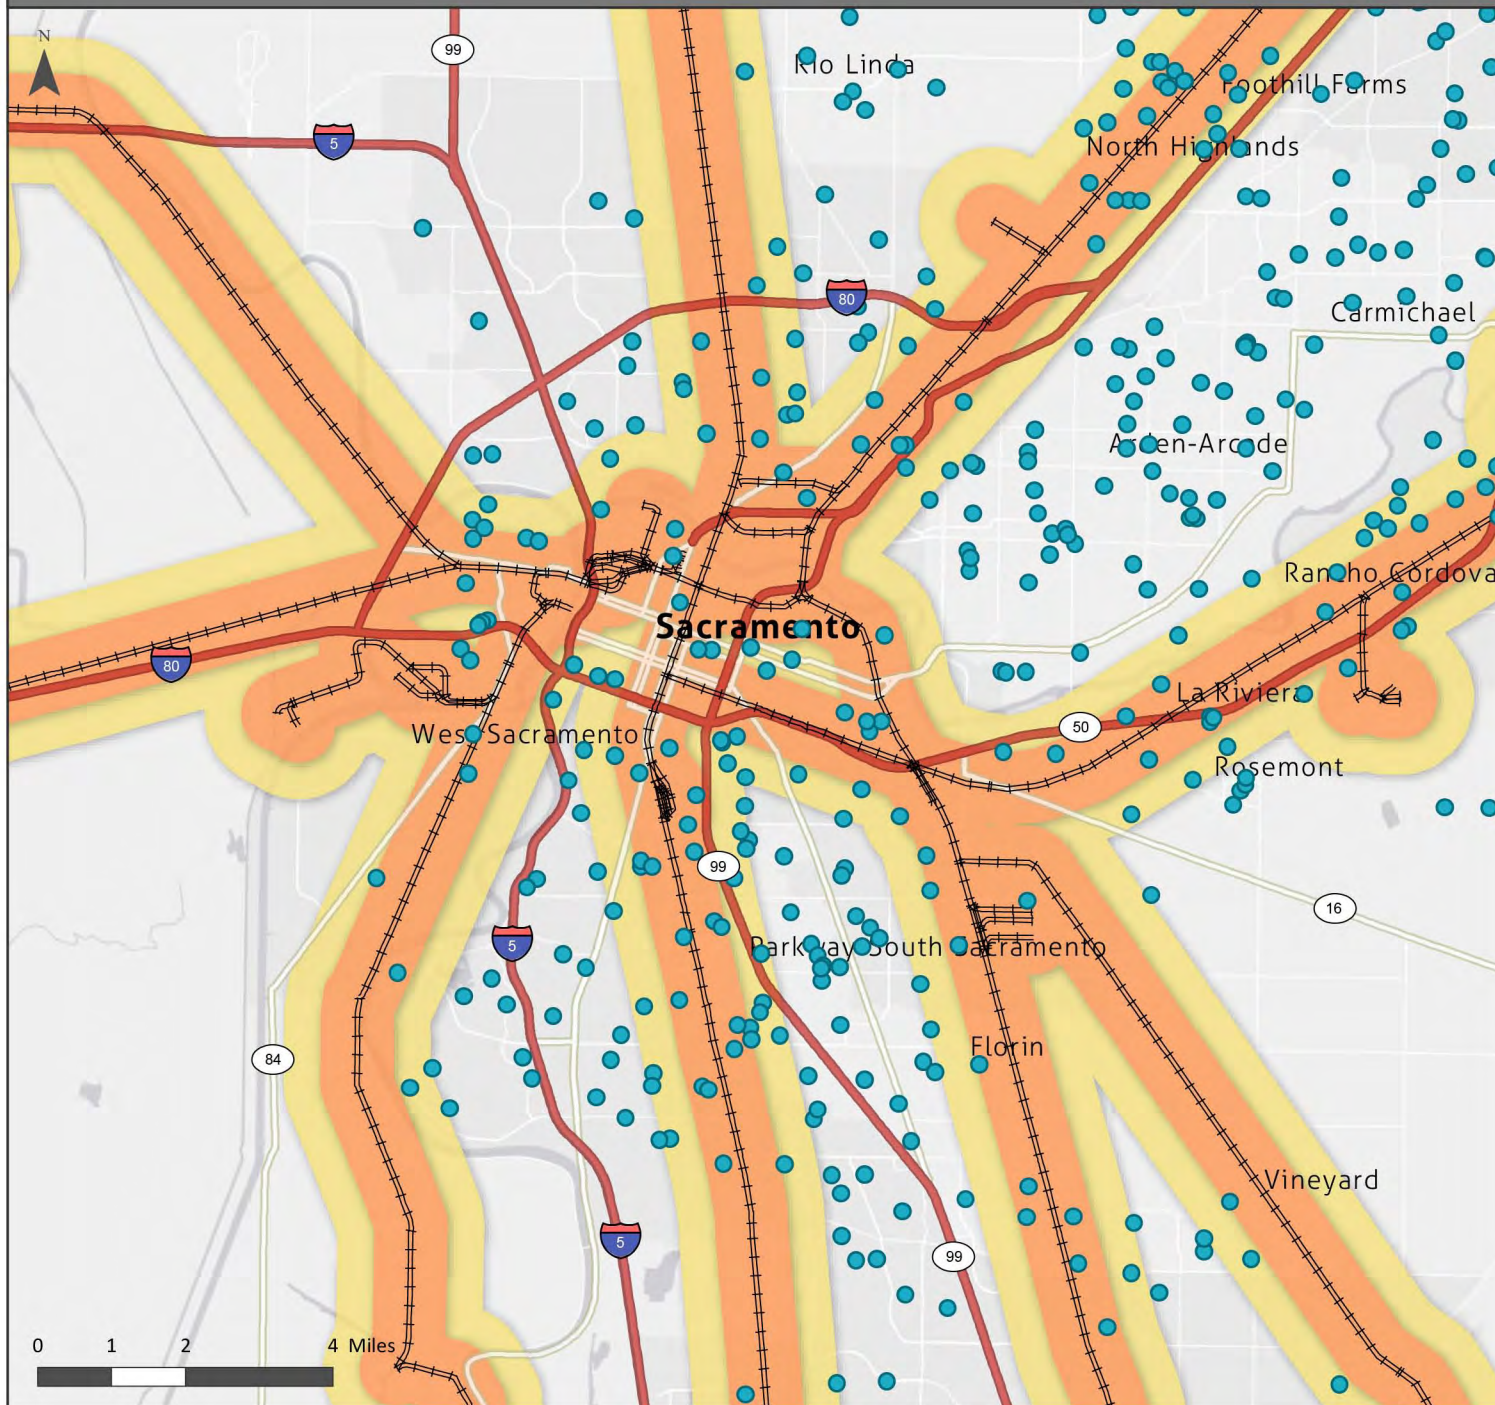 N
99
Rio Linda
Foothill Farms
5
North Highlands
80
Carmichael
Arden-Arcade
Rancho Cordova
Sacramento
80
La Riviera
50
West Sacramento
Rosemont
99
16
5
Parkway South Sacramento
Florin
84
Vineyard
5
99
0 1 2 4 Miles